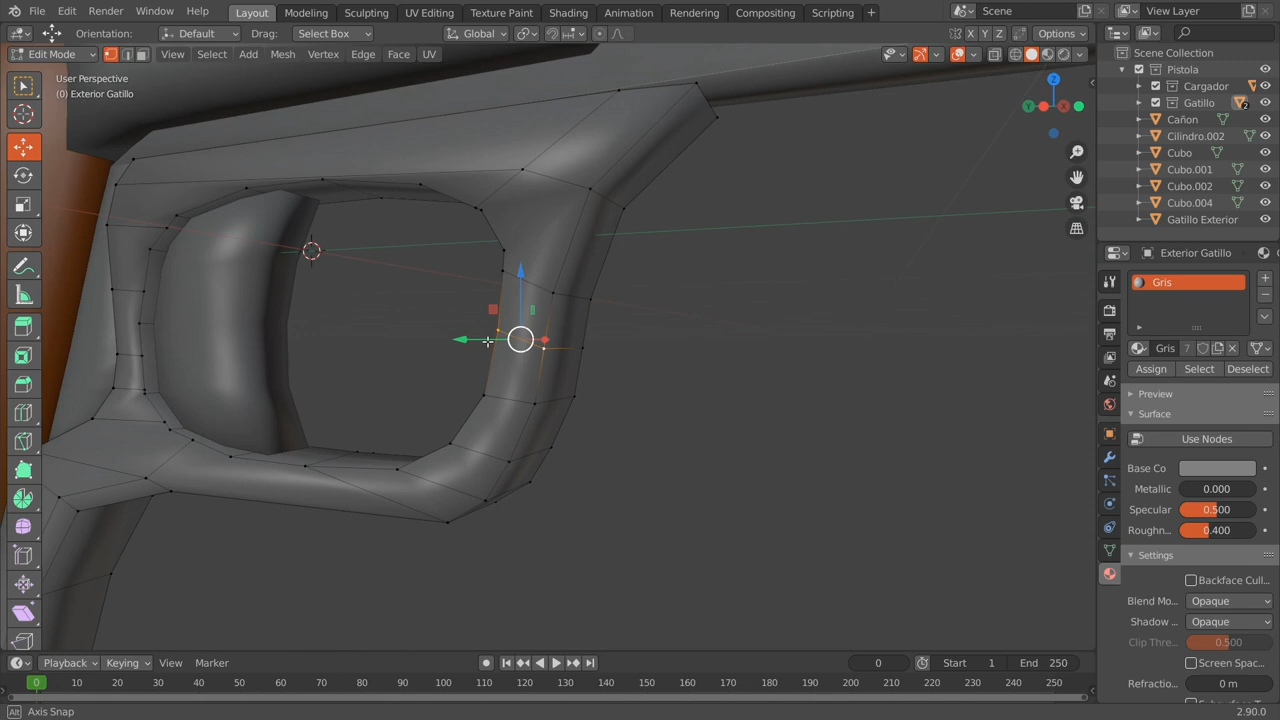 File Edit Render Window Help Layout Modeling Sculpting UV Editing Texture Paint Shading Animation Rendering Compositing Scripting + Scene View Layer
Orientation: Default Drag: Select Box Global X Y Z Options
Edit Mode View Select Add Mesh Vertex Edge Face UV
User Perspective
(0) Exterior Gatillo
Z
Y X
Scene Collection
Pistola
Cargador
Gatillo 2
Cañon
Cilindro.002
Cubo
Cubo.001
Cubo.002
Cubo.004
Gatillo Exterior
Exterior Gatillo
Gris
Gris 7
Assign Select Deselect
Preview
Surface
Use Nodes
Base Co
Metallic 0.000
Specular 0.500
Roughn... 0.400
Settings
Backface Cull...
Blend Mo... Opaque
Shadow ... Opaque
Clip Thre... 0.500
Screen Spac...
Refractio... 0 m
Playback Keying View Marker 0 Start 1 End 250
0 10 20 30 40 50 60 70 80 90 100 110 120 130 140 150 160 170 180 190 200 210 220 230 240 250
Alt Axis Snap 2.90.0